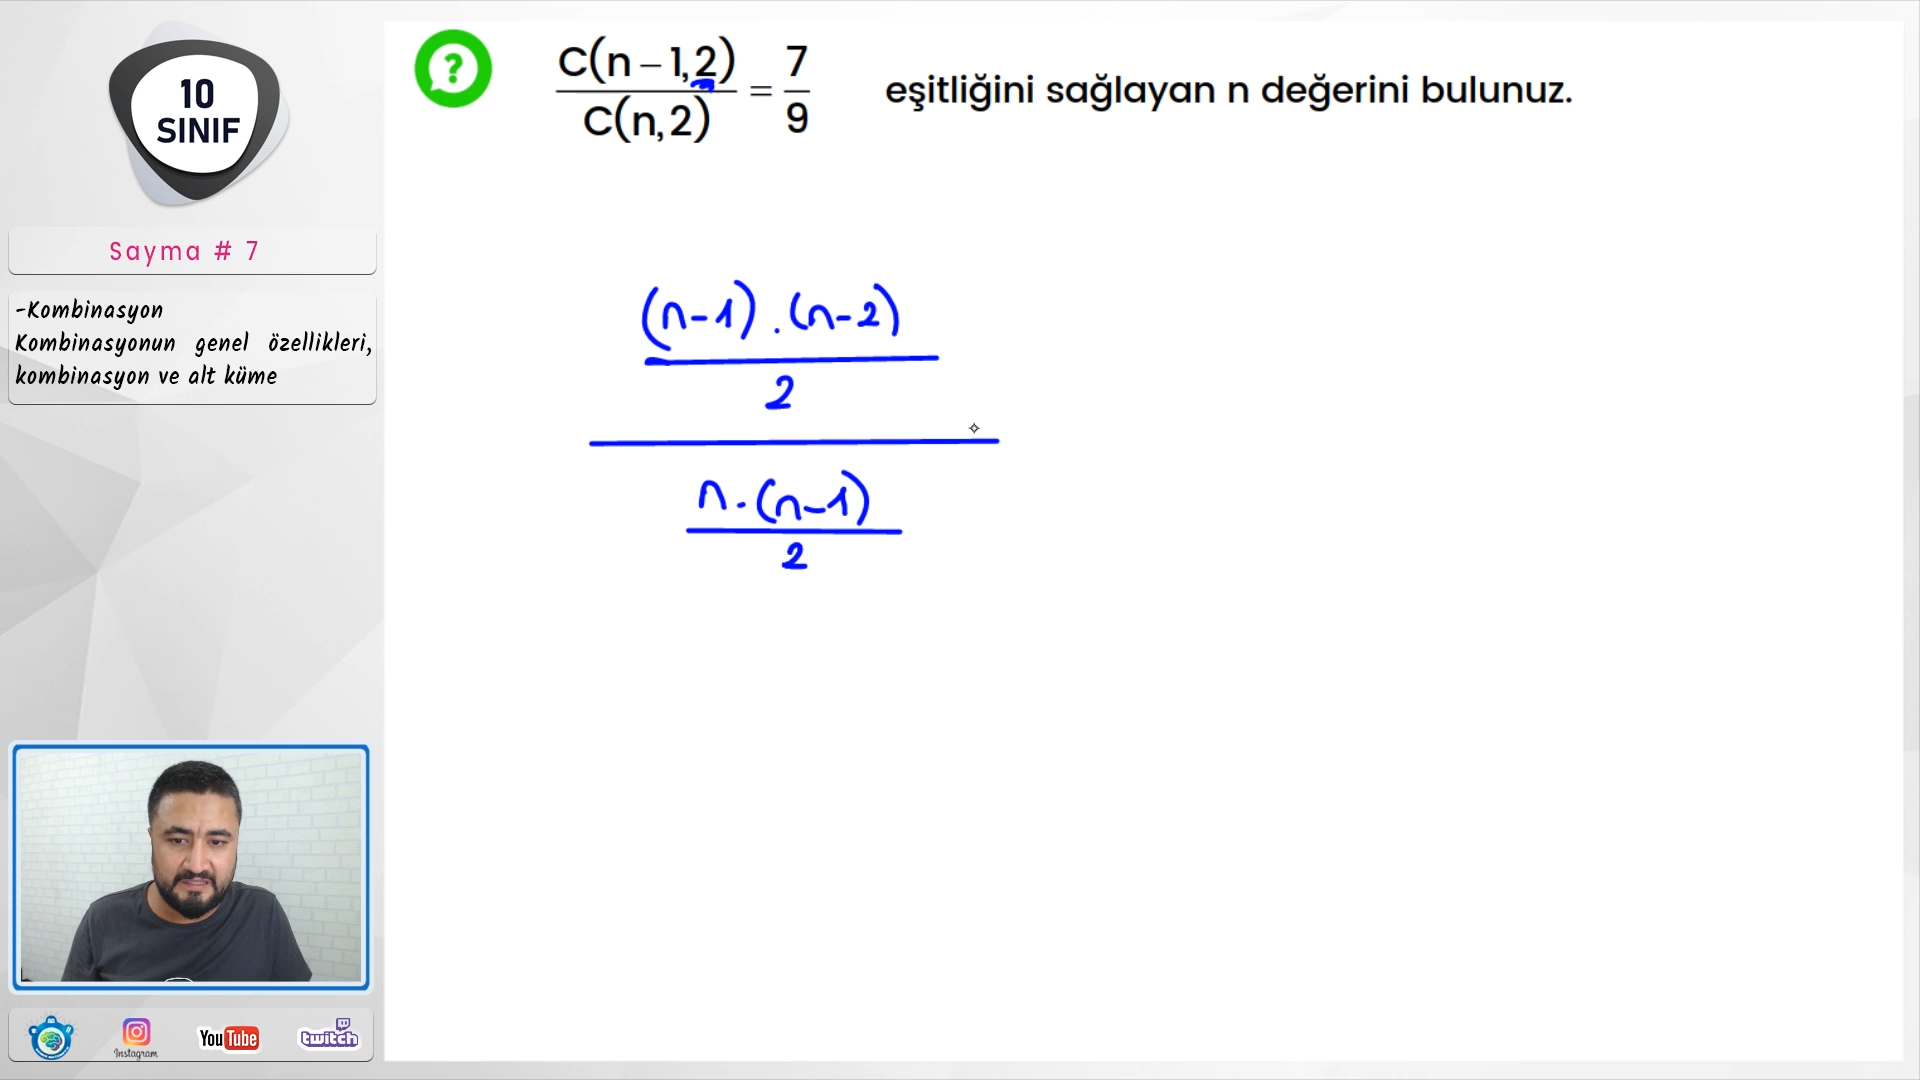 10
SINIF
Sayma # 7
-Kombinasyon
Kombinasyonun genel özellikleri,
kombinasyon ve alt küme
?
C(n-1,2)/C(n,2) = 7/9 eşitliğini sağlayan n değerini bulunuz.
(n-1).(n-2)
2
n.(n-1)
2
Instagram
YouTube
twitch